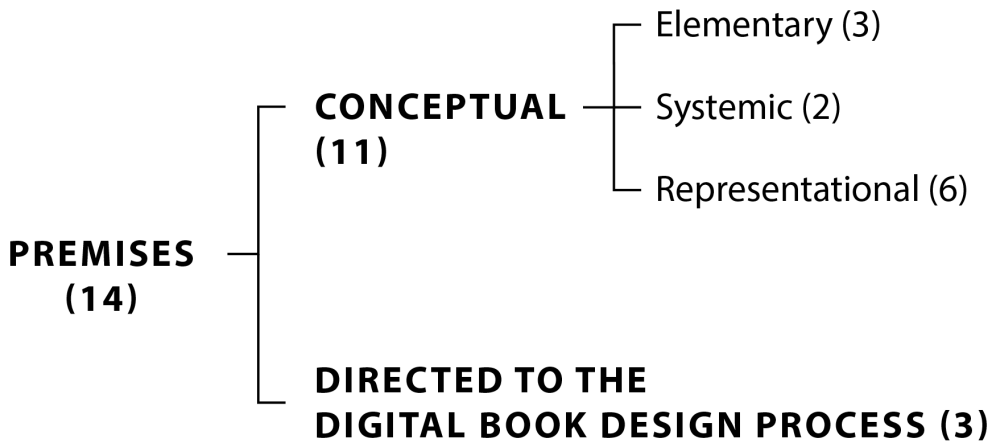 PREMISES
(14)
CONCEPTUAL
(11)
Elementary (3)
Systemic (2)
Representational (6)
DIRECTED TO THE
DIGITAL BOOK DESIGN PROCESS (3)